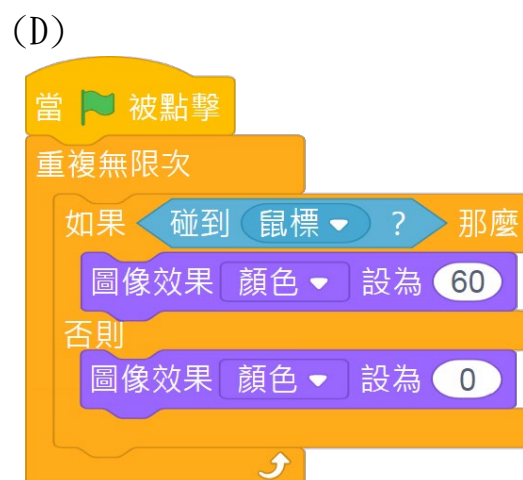 (D)
當 被點擊
重複無限次
如果 碰到 鼠標 ? 那麼
圖像效果 顏色 設為 60
否則
圖像效果 顏色 設為 0